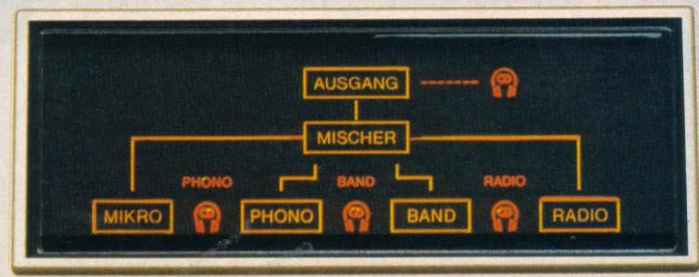 AUSGANG
MISCHER
PHONO BAND RADIO
MIKRO PHONO BAND RADIO